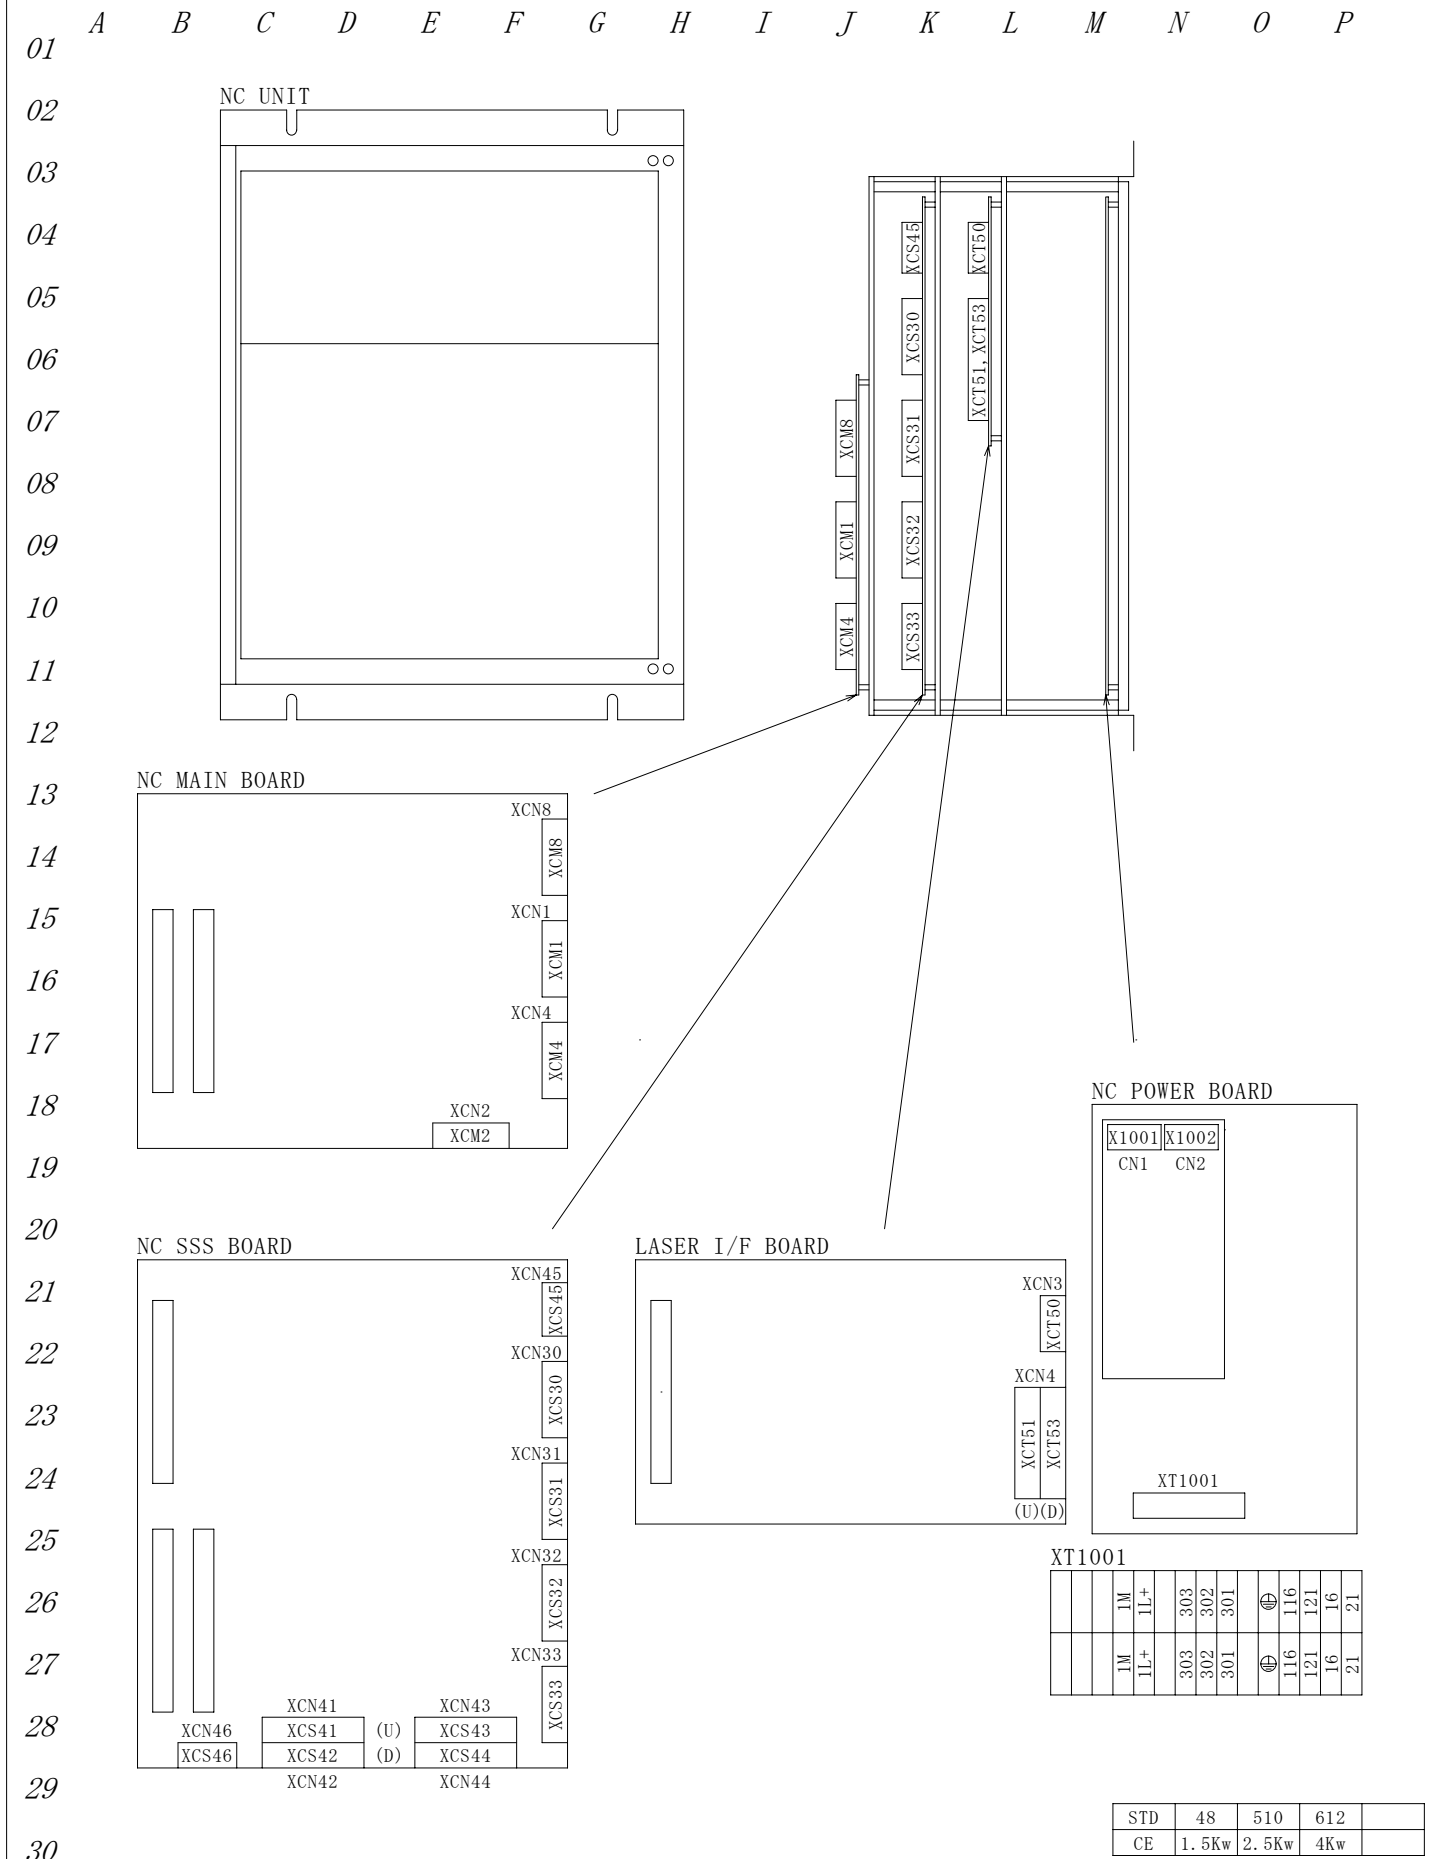 A B C D E F G H I J K L M N O P
01
NC UNIT
02
03
04
XCS45 XCT50
05
06
XCS30 XCT51, XCT53
07
XCM8 XCS31
08
09
XCM1 XCS32
10
XCM4 XCS33
11
12
NC MAIN BOARD
13
XCN8
14
XCM8
15
XCN1
16
XCM1
XCN4
17
XCM4
18
NC POWER BOARD
XCN2
XCM2
X1001 X1002
19
CN1 CN2
20
NC SSS BOARD
LASER I/F BOARD
21
XCN45
XCS45
XCN3
XCT50
22
XCN30
XCS30
XCN4
23
XCT51 XCT53
XCN31
24
XCS31
XT1001
(U)(D)
25
XCN32
XT1001
26
XCS32
1M 1L+ 303 302 301 116 121 16 21
27
XCN33
1M 1L+ 303 302 301 116 121 16 21
XCS33
28
XCN41 XCN43
XCN46 XCS41 (U) XCS43
XCS46 XCS42 (D) XCS44
29
XCN42 XCN44
STD 48 510 612
30
CE 1.5Kw 2.5Kw 4Kw